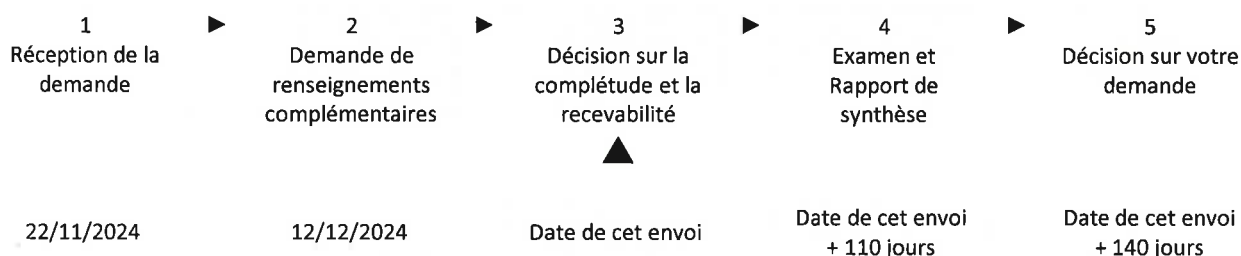 1
Réception de la
demande
►
2
Demande de
renseignements
complémentaires
►
3
Décision sur la
complétude et la
recevabilité
▲
►
4
Examen et
Rapport de
synthèse
►
5
Décision sur votre
demande
22/11/2024
12/12/2024
Date de cet envoi
Date de cet envoi
+ 110 jours
Date de cet envoi
+ 140 jours